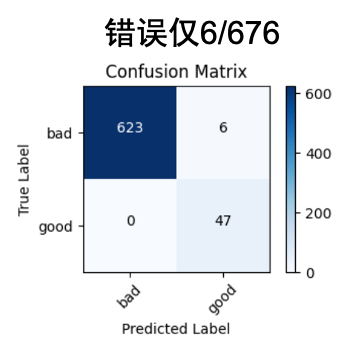 错误仅6/676
Confusion Matrix
True Label
bad
623
6
good
0
47
bad
good
Predicted Label
600
400
200
0